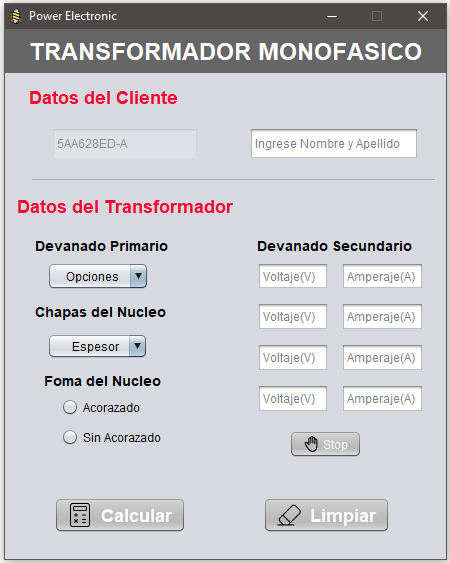 Power Electronic
TRANSFORMADOR MONOFASICO
Datos del Cliente
5AA628ED-A
Ingrese Nombre y Apellido
Datos del Transformador
Devanado Primario
Devanado Secundario
Opciones
Voltaje(V)
Amperaje(A)
Chapas del Nucleo
Voltaje(V)
Amperaje(A)
Espesor
Voltaje(V)
Amperaje(A)
Foma del Nucleo
Acorazado
Voltaje(V)
Amperaje(A)
Sin Acorazado
Stop
Calcular
Limpiar